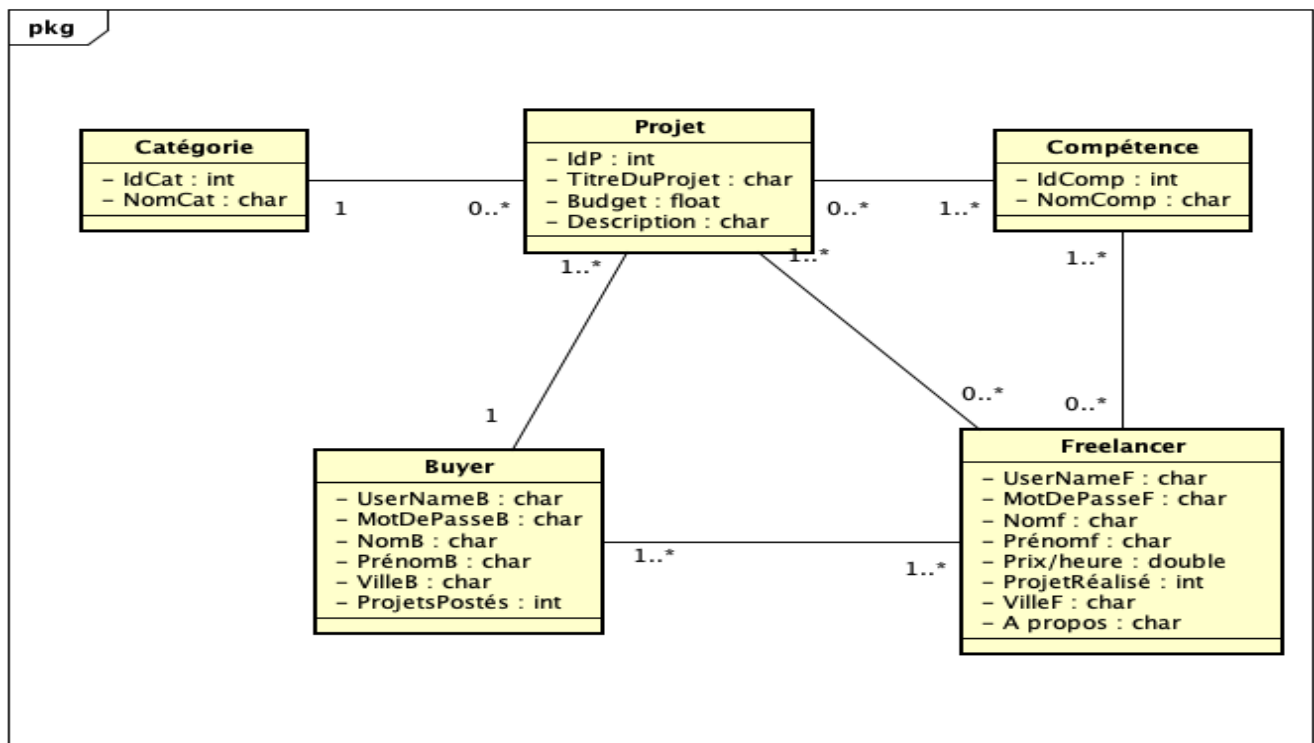 pkg
Catégorie
– IdCat : int
– NomCat : char
Projet
– IdP : int
– TitreDuProjet : char
– Budget : float
– Description : char
Compétence
– IdComp : int
– NomComp : char
1
0..*
0..*
1..*
1..*
1..*
1..*
1
0..*
0..*
Buyer
– UserNameB : char
– MotDePasseB : char
– NomB : char
– PrénomB : char
– VilleB : char
– ProjetsPostés : int
1..*
1..*
Freelancer
– UserNameF : char
– MotDePasseF : char
– Nomf : char
– Prénomf : char
– Prix/heure : double
– ProjetRéalisé : int
– VilleF : char
– A propos : char